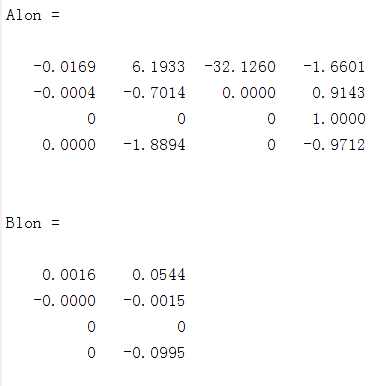 Alon =
-0.0169 6.1933 -32.1260 -1.6601
-0.0004 -0.7014 0.0000 0.9143
0 0 0 1.0000
0.0000 -1.8894 0 -0.9712
Blon =
0.0016 0.0544
-0.0000 -0.0015
0 0
0 -0.0995